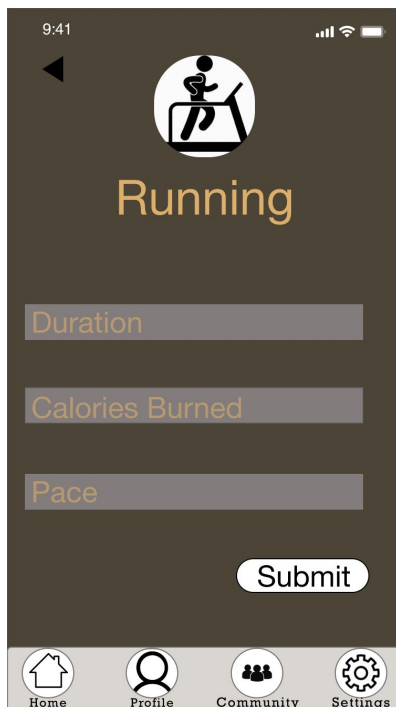 9:41
Running
Duration
Calories Burned
Pace
Submit
Home Profile Community Settings